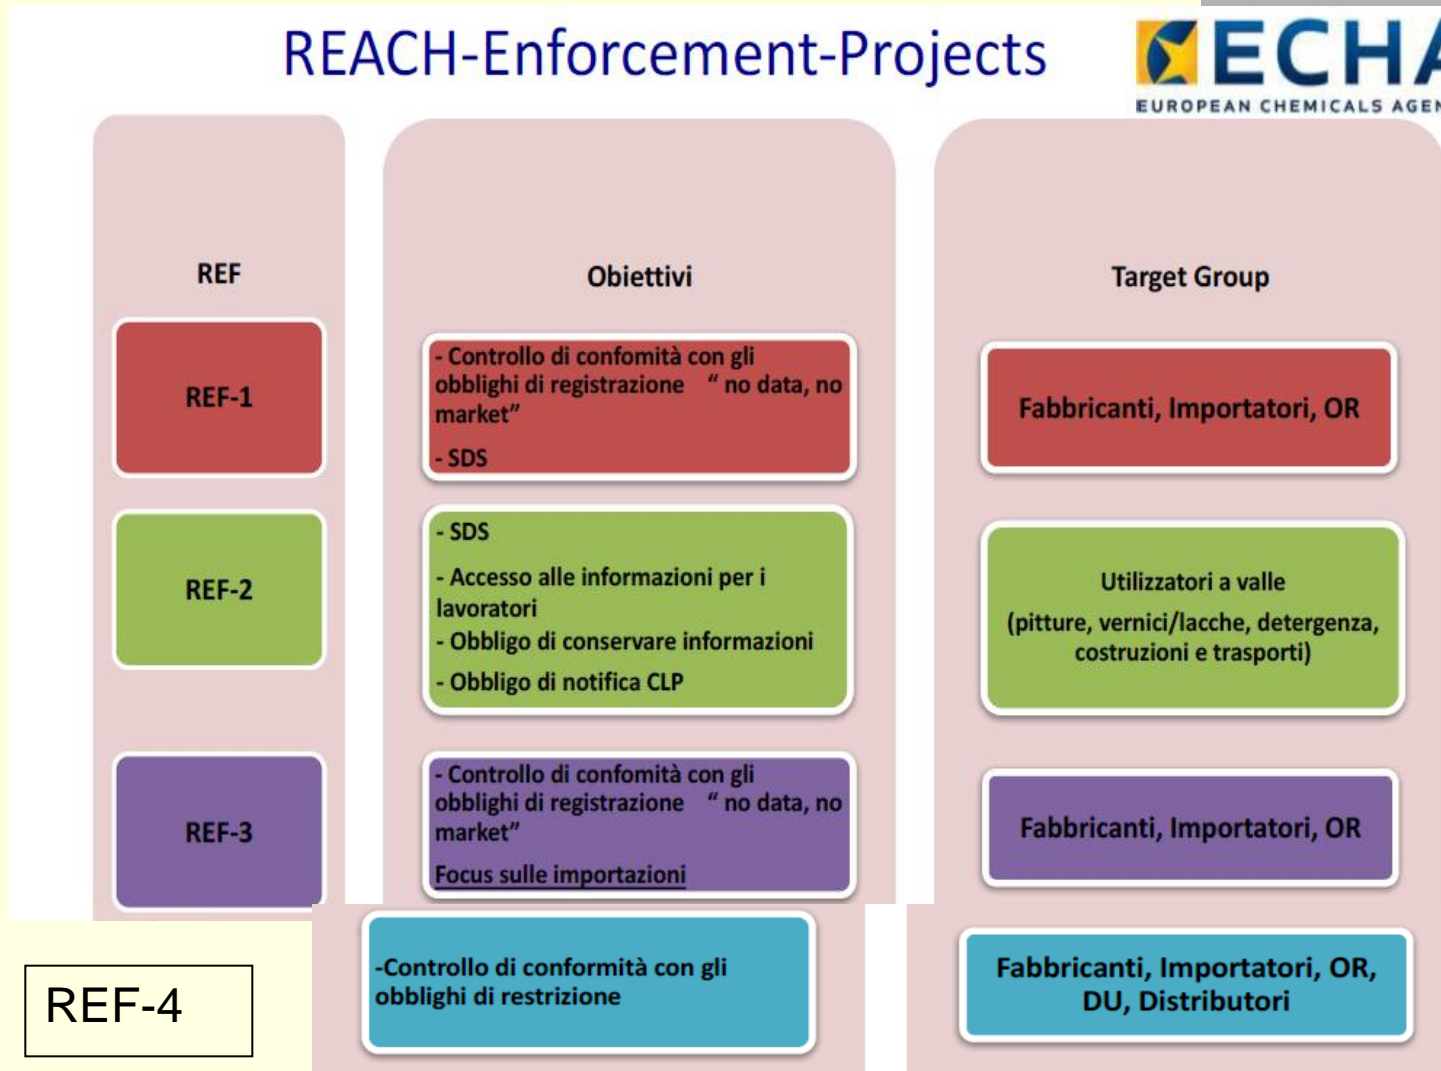 REACH-Enforcement-Projects
ECHA
EUROPEAN CHEMICALS AGEN
REF
Obiettivi
Target Group
REF-1
- Controllo di confomità con gli
obblighi di registrazione “ no data, no
market”
- SDS
Fabbricanti, Importatori, OR
REF-2
- SDS
- Accesso alle informazioni per i
lavoratori
- Obbligo di conservare informazioni
- Obbligo di notifica CLP
Utilizzatori a valle
(pitture, vernici/lacche, detergenza,
costruzioni e trasporti)
REF-3
- Controllo di confomità con gli
obblighi di registrazione “ no data, no
market”
Focus sulle importazioni
Fabbricanti, Importatori, OR
REF-4
-Controllo di conformità con gli
obblighi di restrizione
Fabbricanti, Importatori, OR,
DU, Distributori